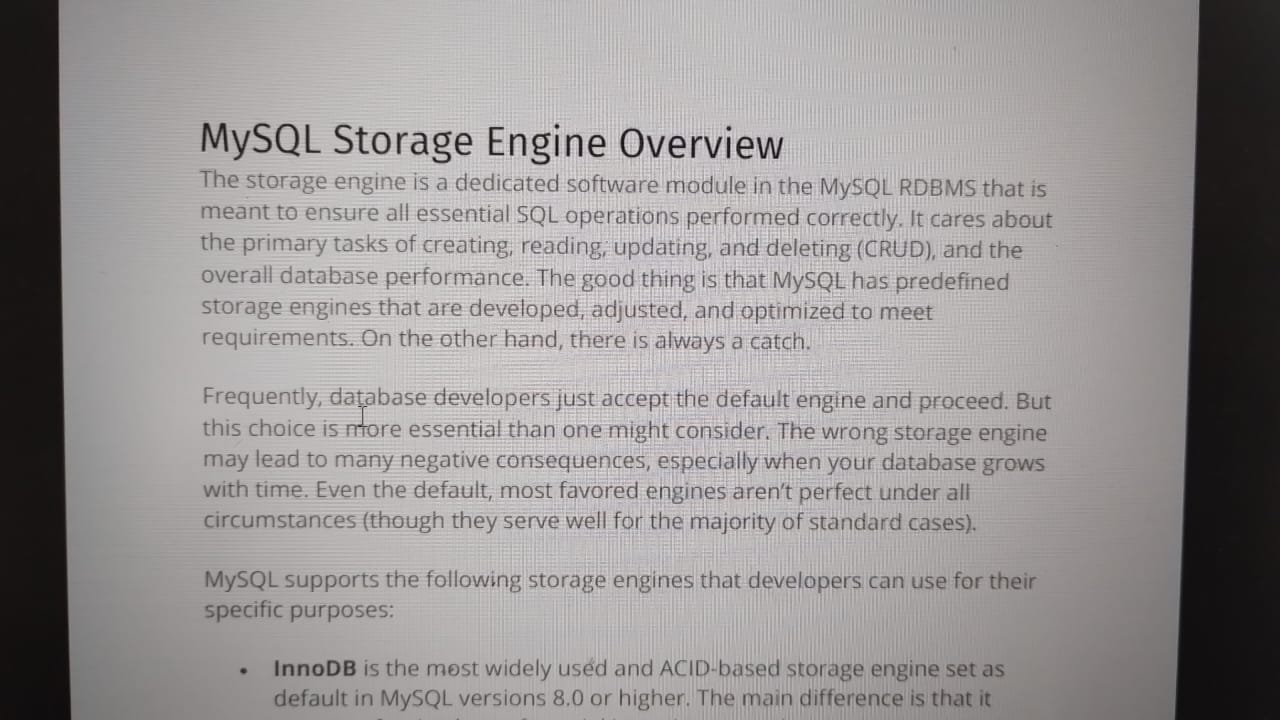 MySQL Storage Engine Overview
The storage engine is a dedicated software module in the MySQL RDBMS that is
meant to ensure all essential SQL operations performed correctly. It cares about
the primary tasks of creating, reading, updating, and deleting (CRUD), and the
overall database performance. The good thing is that MySQL has predefined
storage engines that are developed, adjusted, and optimized to meet
requirements. On the other hand, there is always a catch.
Frequently, database developers just accept the default engine and proceed. But
this choice is more essential than one might consider. The wrong storage engine
may lead to many negative consequences, especially when your database grows
with time. Even the default, most favored engines aren’t perfect under all
circumstances (though they serve well for the majority of standard cases).
MySQL supports the following storage engines that developers can use for their
specific purposes:
• InnoDB is the most widely used and ACID-based storage engine set as
default in MySQL versions 8.0 or higher. The main difference is that it